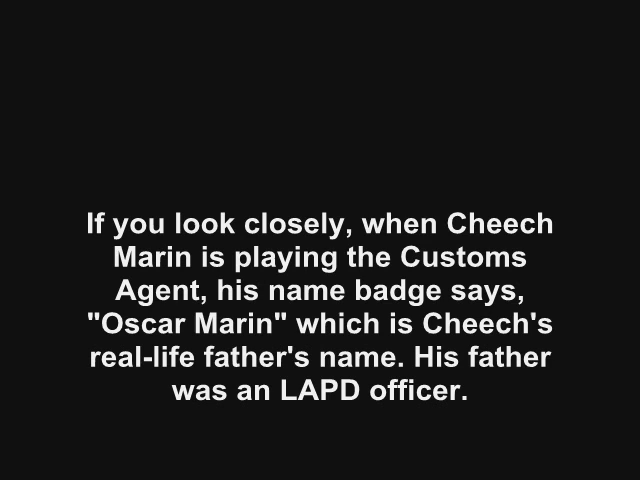 If you look closely, when Cheech
Marin is playing the Customs
Agent, his name badge says,
"Oscar Marin" which is Cheech's
real-life father's name. His father
was an LAPD officer.